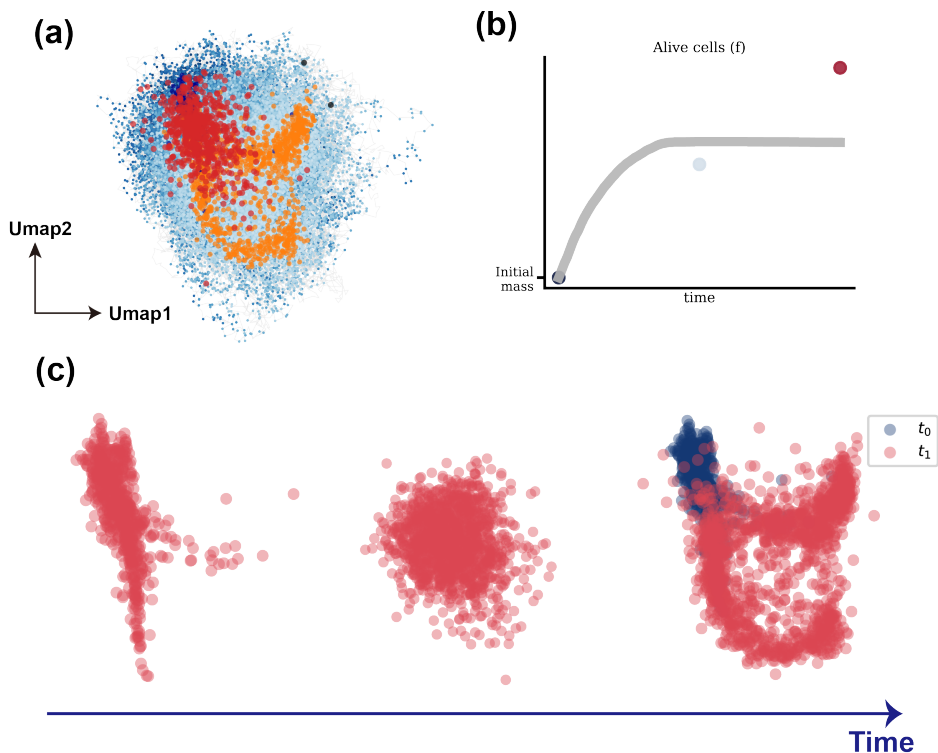 (a)
Umap2
Umap1
(b)
Alive cells (f)
Initial
mass
time
(c)
t₀
t₁
Time